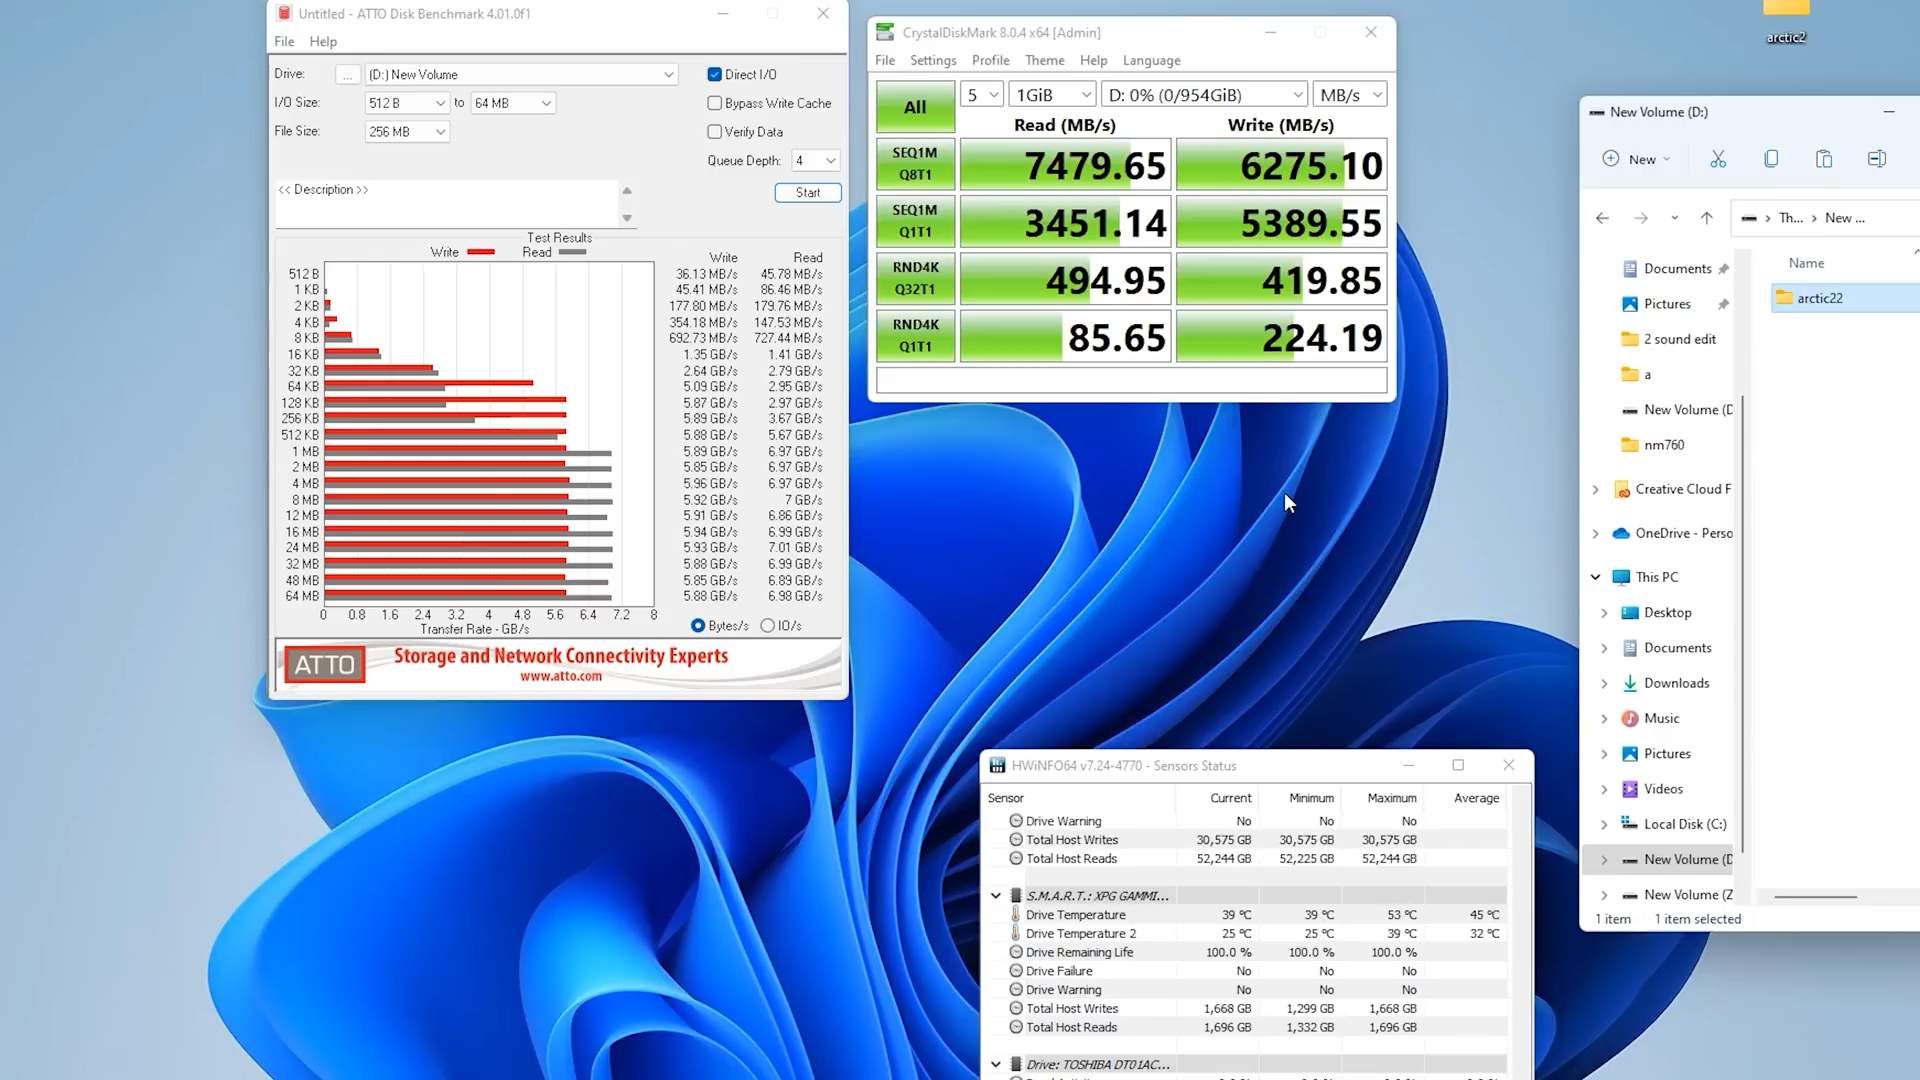 Untitled - ATTO Disk Benchmark 4.01.0f1
File Help
Drive: ... (D:) New Volume
I/O Size: 512 B to 64 MB
File Size: 256 MB
Direct I/O
Bypass Write Cache
Verify Data
Queue Depth: 4
Start
<< Description >>
Test Results
Write Read
Write Read
512 B 36.13 MB/s 45.78 MB/s
1 KB 45.41 MB/s 86.46 MB/s
2 KB 177.80 MB/s 179.76 MB/s
4 KB 354.18 MB/s 147.53 MB/s
8 KB 692.73 MB/s 727.44 MB/s
16 KB 1.35 GB/s 1.41 GB/s
32 KB 2.64 GB/s 2.79 GB/s
64 KB 5.09 GB/s 2.95 GB/s
128 KB 5.87 GB/s 2.97 GB/s
256 KB 5.89 GB/s 3.67 GB/s
512 KB 5.88 GB/s 5.67 GB/s
1 MB 5.89 GB/s 6.97 GB/s
2 MB 5.85 GB/s 6.97 GB/s
4 MB 5.96 GB/s 6.97 GB/s
8 MB 5.92 GB/s 7 GB/s
12 MB 5.91 GB/s 6.86 GB/s
16 MB 5.94 GB/s 6.99 GB/s
24 MB 5.93 GB/s 7.01 GB/s
32 MB 5.88 GB/s 6.99 GB/s
48 MB 5.85 GB/s 6.89 GB/s
64 MB 5.88 GB/s 6.98 GB/s
0 0.8 1.6 2.4 3.2 4 4.8 5.6 6.4 7.2 8
Transfer Rate - GB/s
Bytes/s IO/s
ATTO
Storage and Network Connectivity Experts
www.atto.com
CrystalDiskMark 8.0.4 x64 [Admin]
File Settings Profile Theme Help Language
All 5 1GiB D: 0% (0/954GiB) MB/s
Read (MB/s) Write (MB/s)
SEQ1M
Q8T1
7479.65 6275.10
SEQ1M
Q1T1
3451.14 5389.55
RND4K
Q32T1
494.95 419.85
RND4K
Q1T1
85.65 224.19
arctic2
New Volume (D:)
New
Th... New ...
Name
arctic22
Documents
Pictures
2 sound edit
a
New Volume (D
nm760
Creative Cloud F
OneDrive - Perso
This PC
Desktop
Documents
Downloads
Music
Pictures
Videos
Local Disk (C:)
New Volume (D
New Volume (Z
1 item 1 item selected
HWiNFO64 v7.24-4770 - Sensors Status
Sensor Current Minimum Maximum Average
Drive Warning No No No
Total Host Writes 30,575 GB 30,575 GB 30,575 GB
Total Host Reads 52,244 GB 52,225 GB 52,244 GB
S.M.A.R.T.: XPG GAMMI...
Drive Temperature 39 °C 39 °C 53 °C 45 °C
Drive Temperature 2 25 °C 25 °C 39 °C 32 °C
Drive Remaining Life 100.0 % 100.0 % 100.0 %
Drive Failure No No No
Drive Warning No No No
Total Host Writes 1,668 GB 1,299 GB 1,668 GB
Total Host Reads 1,696 GB 1,332 GB 1,696 GB
Drive: TOSHIBA DT01AC...